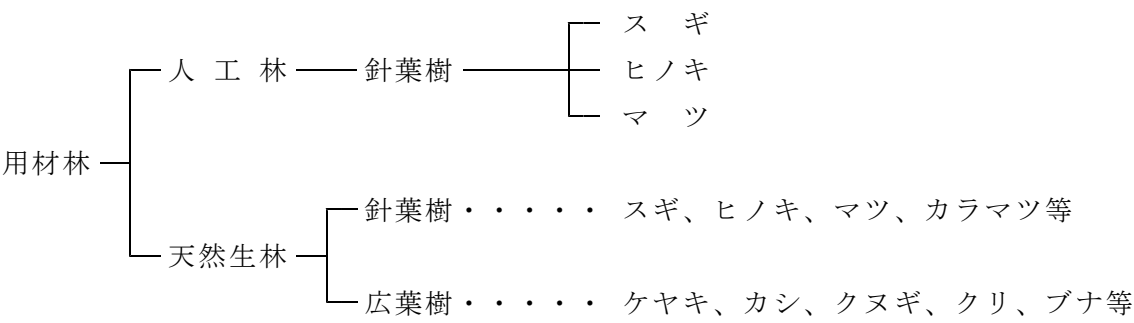 ス　ギ
人 工 林 針葉樹 ヒノキ
マ　ツ
用材林
針葉樹・・・・・ スギ、ヒノキ、マツ、カラマツ等
天然生林
広葉樹・・・・・ ケヤキ、カシ、クヌギ、クリ、ブナ等